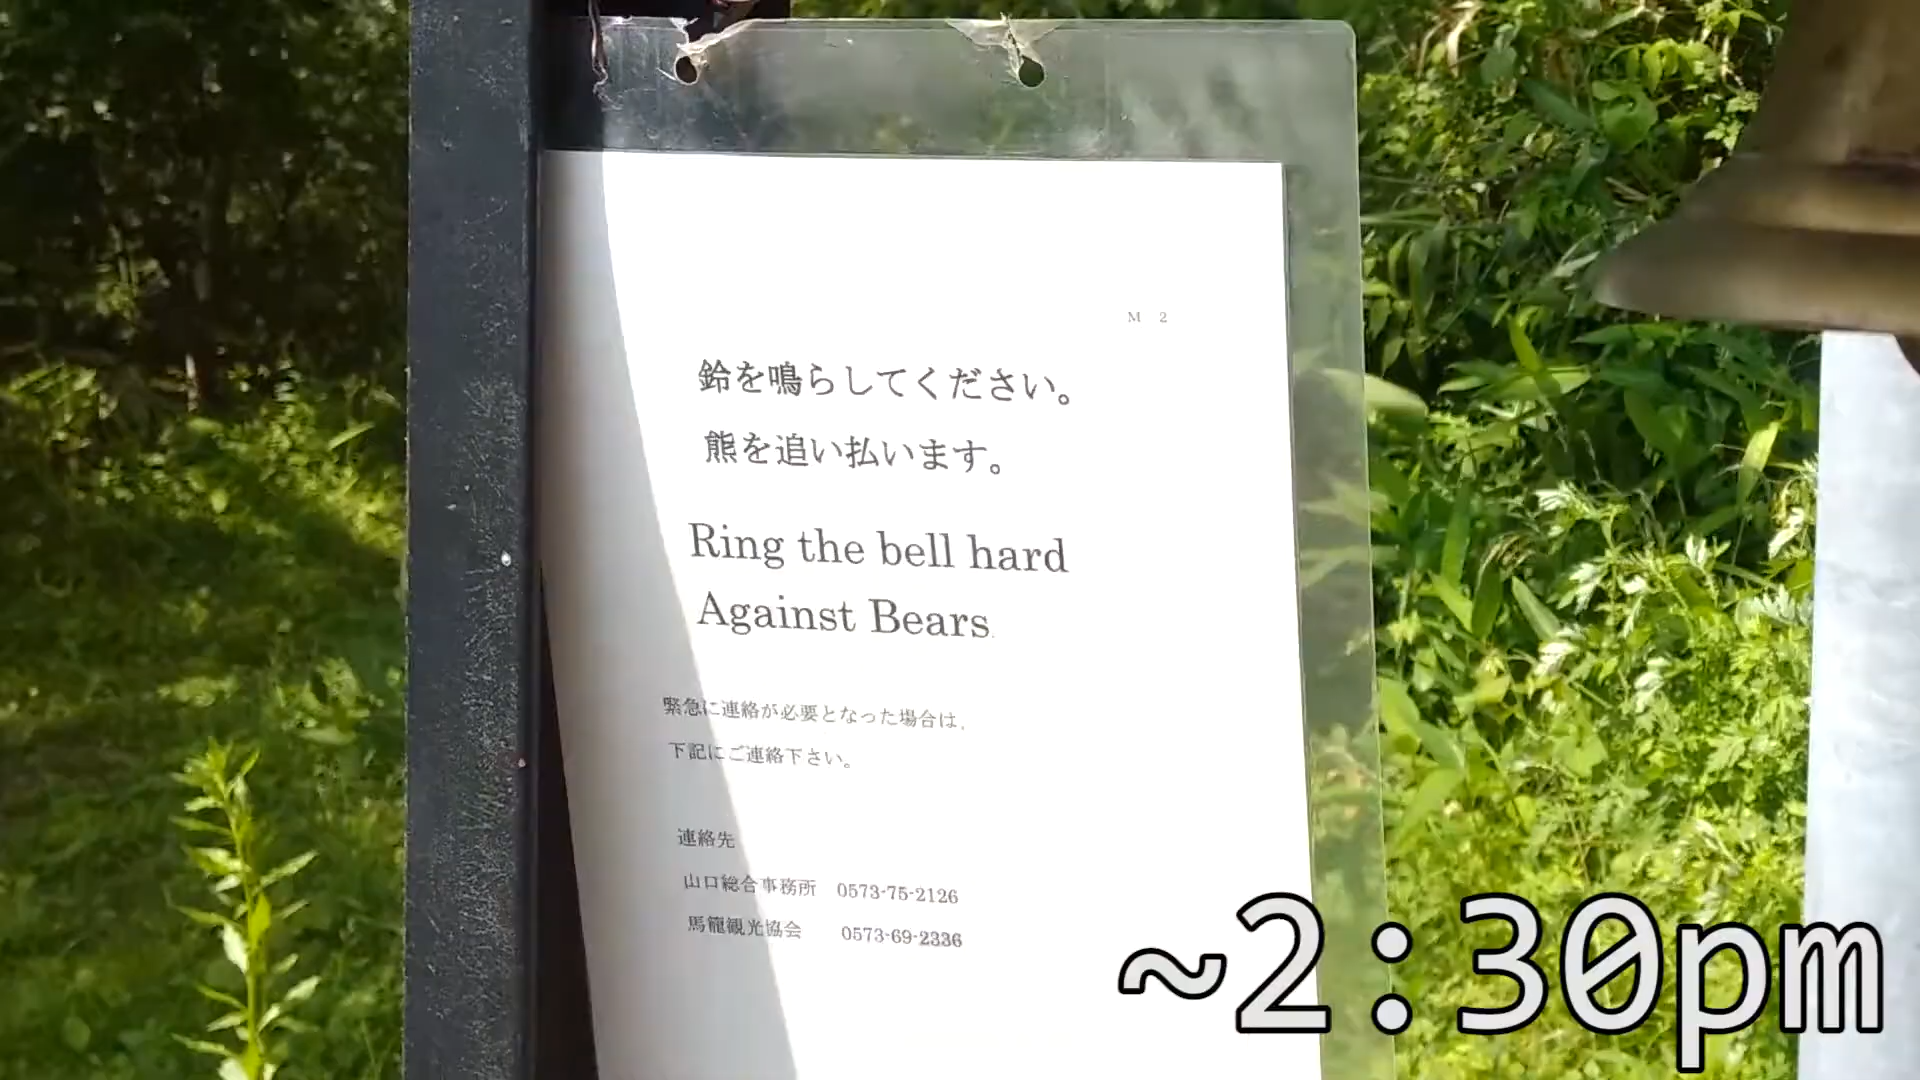 M 2
鈴を鳴らしてください。
熊を追い払います。
Ring the bell hard
Against Bears.
緊急に連絡が必要となった場合は、
下記にご連絡下さい。
連絡先
山口総合事務所 0573-75-2126
馬籠観光協会 0573-69-2336
~2:30pm